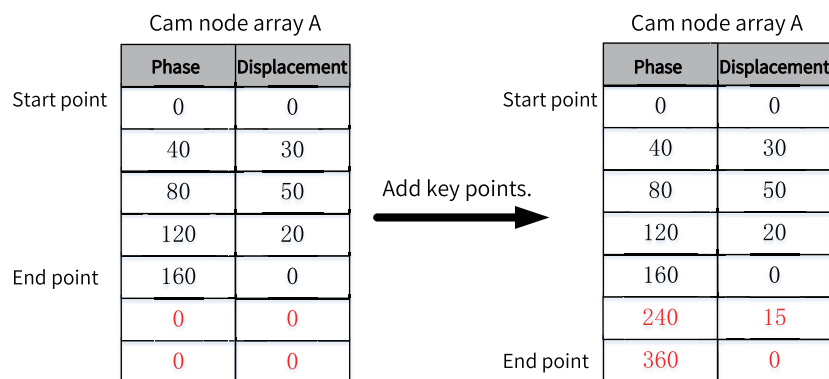 Cam node array A
Phase Displacement
Start point 0 0
40 30
80 50
120 20
End point 160 0
0 0
0 0
Add key points.
Cam node array A
Phase Displacement
Start point 0 0
40 30
80 50
120 20
160 0
240 15
End point 360 0